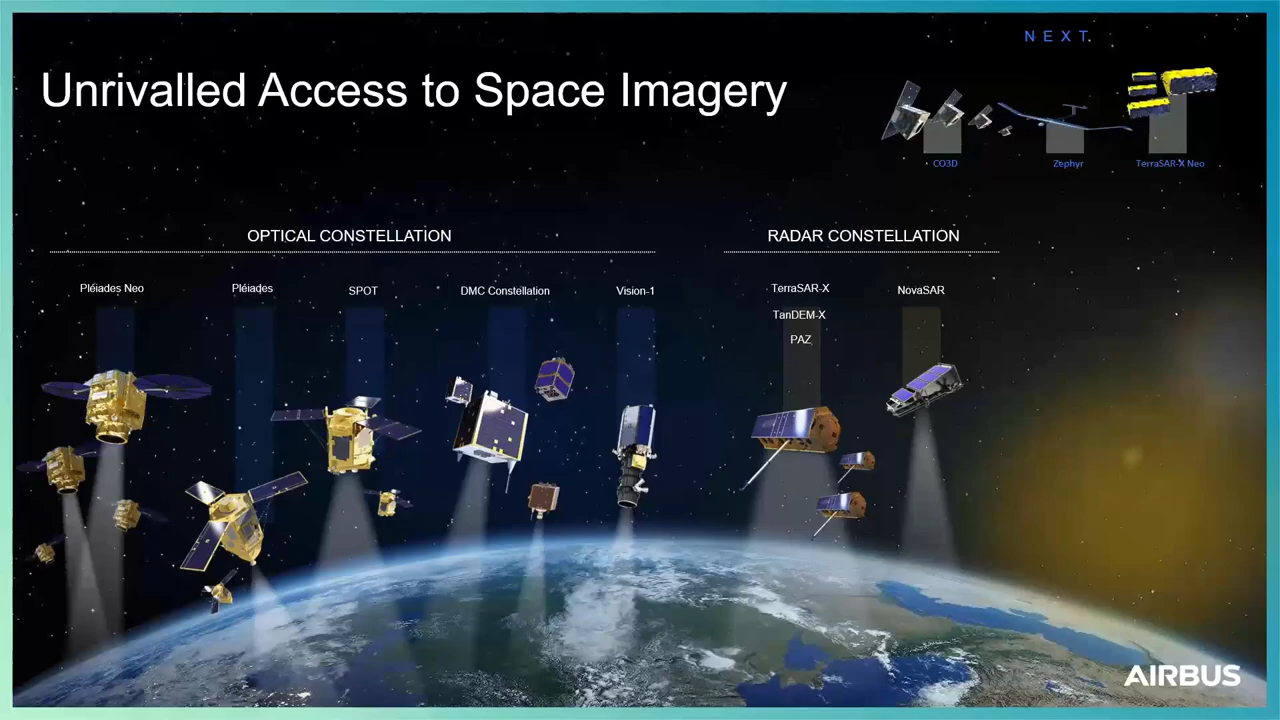 NEXT
Unrivalled Access to Space Imagery
CO3D
Zephyr
TerraSAR-X Neo
OPTICAL CONSTELLATION
RADAR CONSTELLATION
Pléiades Neo
Pléiades
SPOT
DMC Constellation
Vision-1
TerraSAR-X
TanDEM-X
PAZ
NovaSAR
AIRBUS